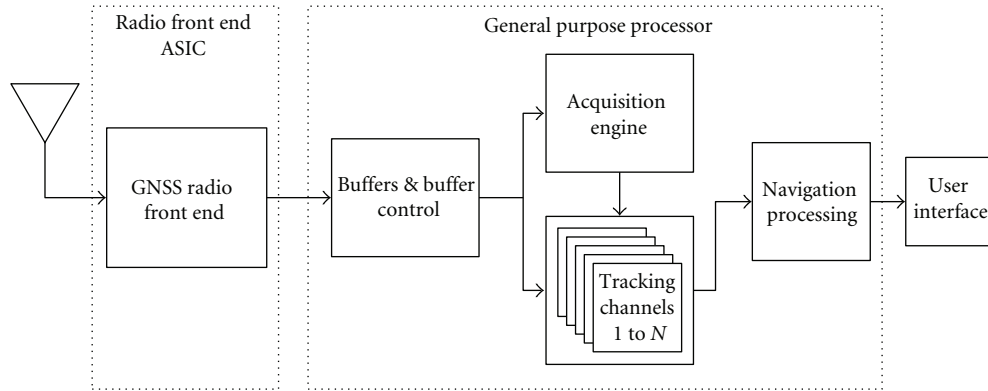 Radio front end
ASIC
General purpose processor
GNSS radio
front end
Buffers & buffer
control
Acquisition
engine
Tracking
channels
1 to N
Navigation
processing
User
interface